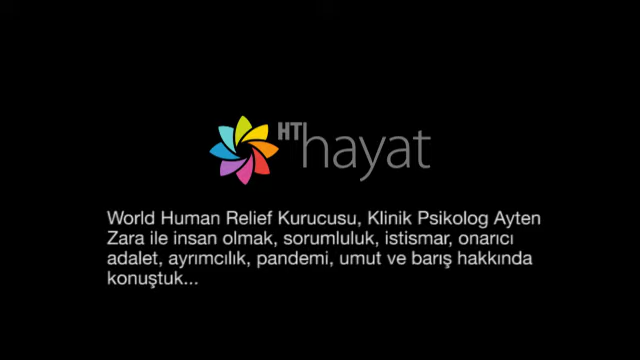 HT hayat
World Human Relief Kurucusu, Klinik Psikolog Ayten
Zara ile insan olmak, sorumluluk, istismar, onarıcı
adalet, ayrımcılık, pandemi, umut ve barış hakkında
konuştuk...